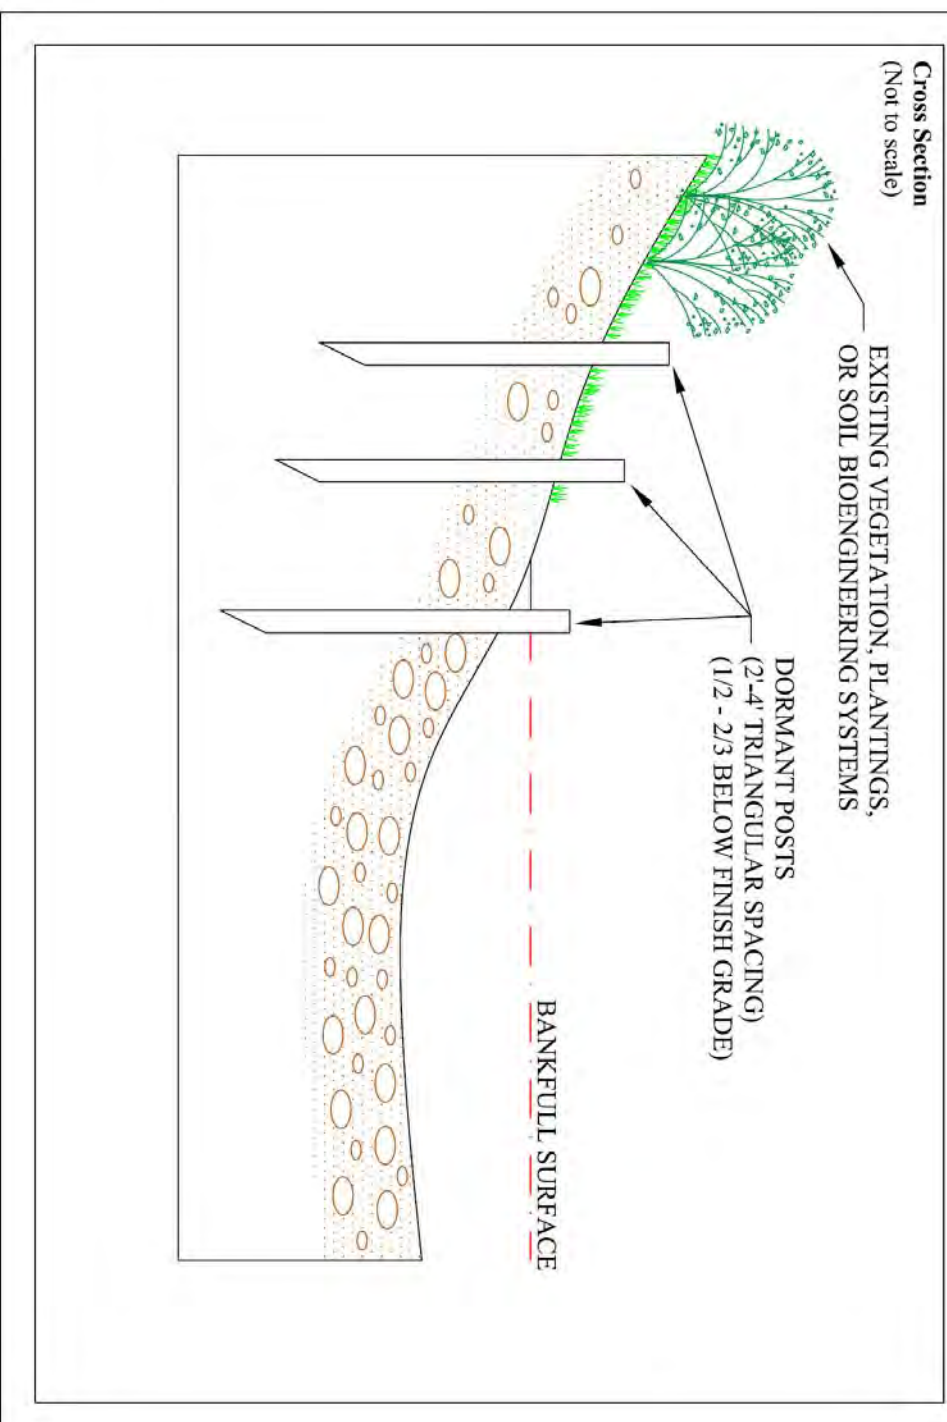 Cross Section
(Not to scale)
EXISTING VEGETATION, PLANTINGS,
OR SOIL BIOENGINEERING SYSTEMS
DORMANT POSTS
(2'-4' TRIANGULAR SPACING)
(1/2 - 2/3 BELOW FINISH GRADE)
BANKFULL SURFACE